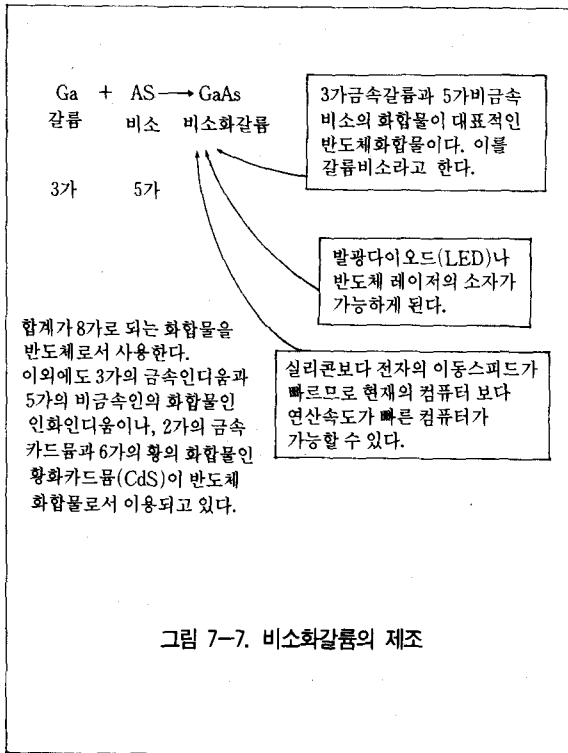 Ga + AS → GaAs
갈륨 비소 비소화갈륨
3가 5가
3가금속갈륨과 5가비금속
비소의 화합물이 대표적인
반도체화합물이다. 이를
갈륨비소라고 한다.
발광다이오드(LED)나
반도체 레이저의 소자가
가능하게 된다.
실리콘보다 전자의 이동스피드가
빠르므로 현재의 컴퓨터 보다
연산속도가 빠른 컴퓨터가
가능할 수 있다.
합계가 8가로 되는 화합물을
반도체로서 사용한다.
이외에도 3가의 금속인디움과
5가의 비금속인의 화합물인
인화인디움이나, 2가의 금속
카드뮴과 6가의 황의 화합물인
황화카드뮴(CdS)이 반도체
화합물로서 이용되고 있다.
그림 7-7. 비소화갈륨의 제조